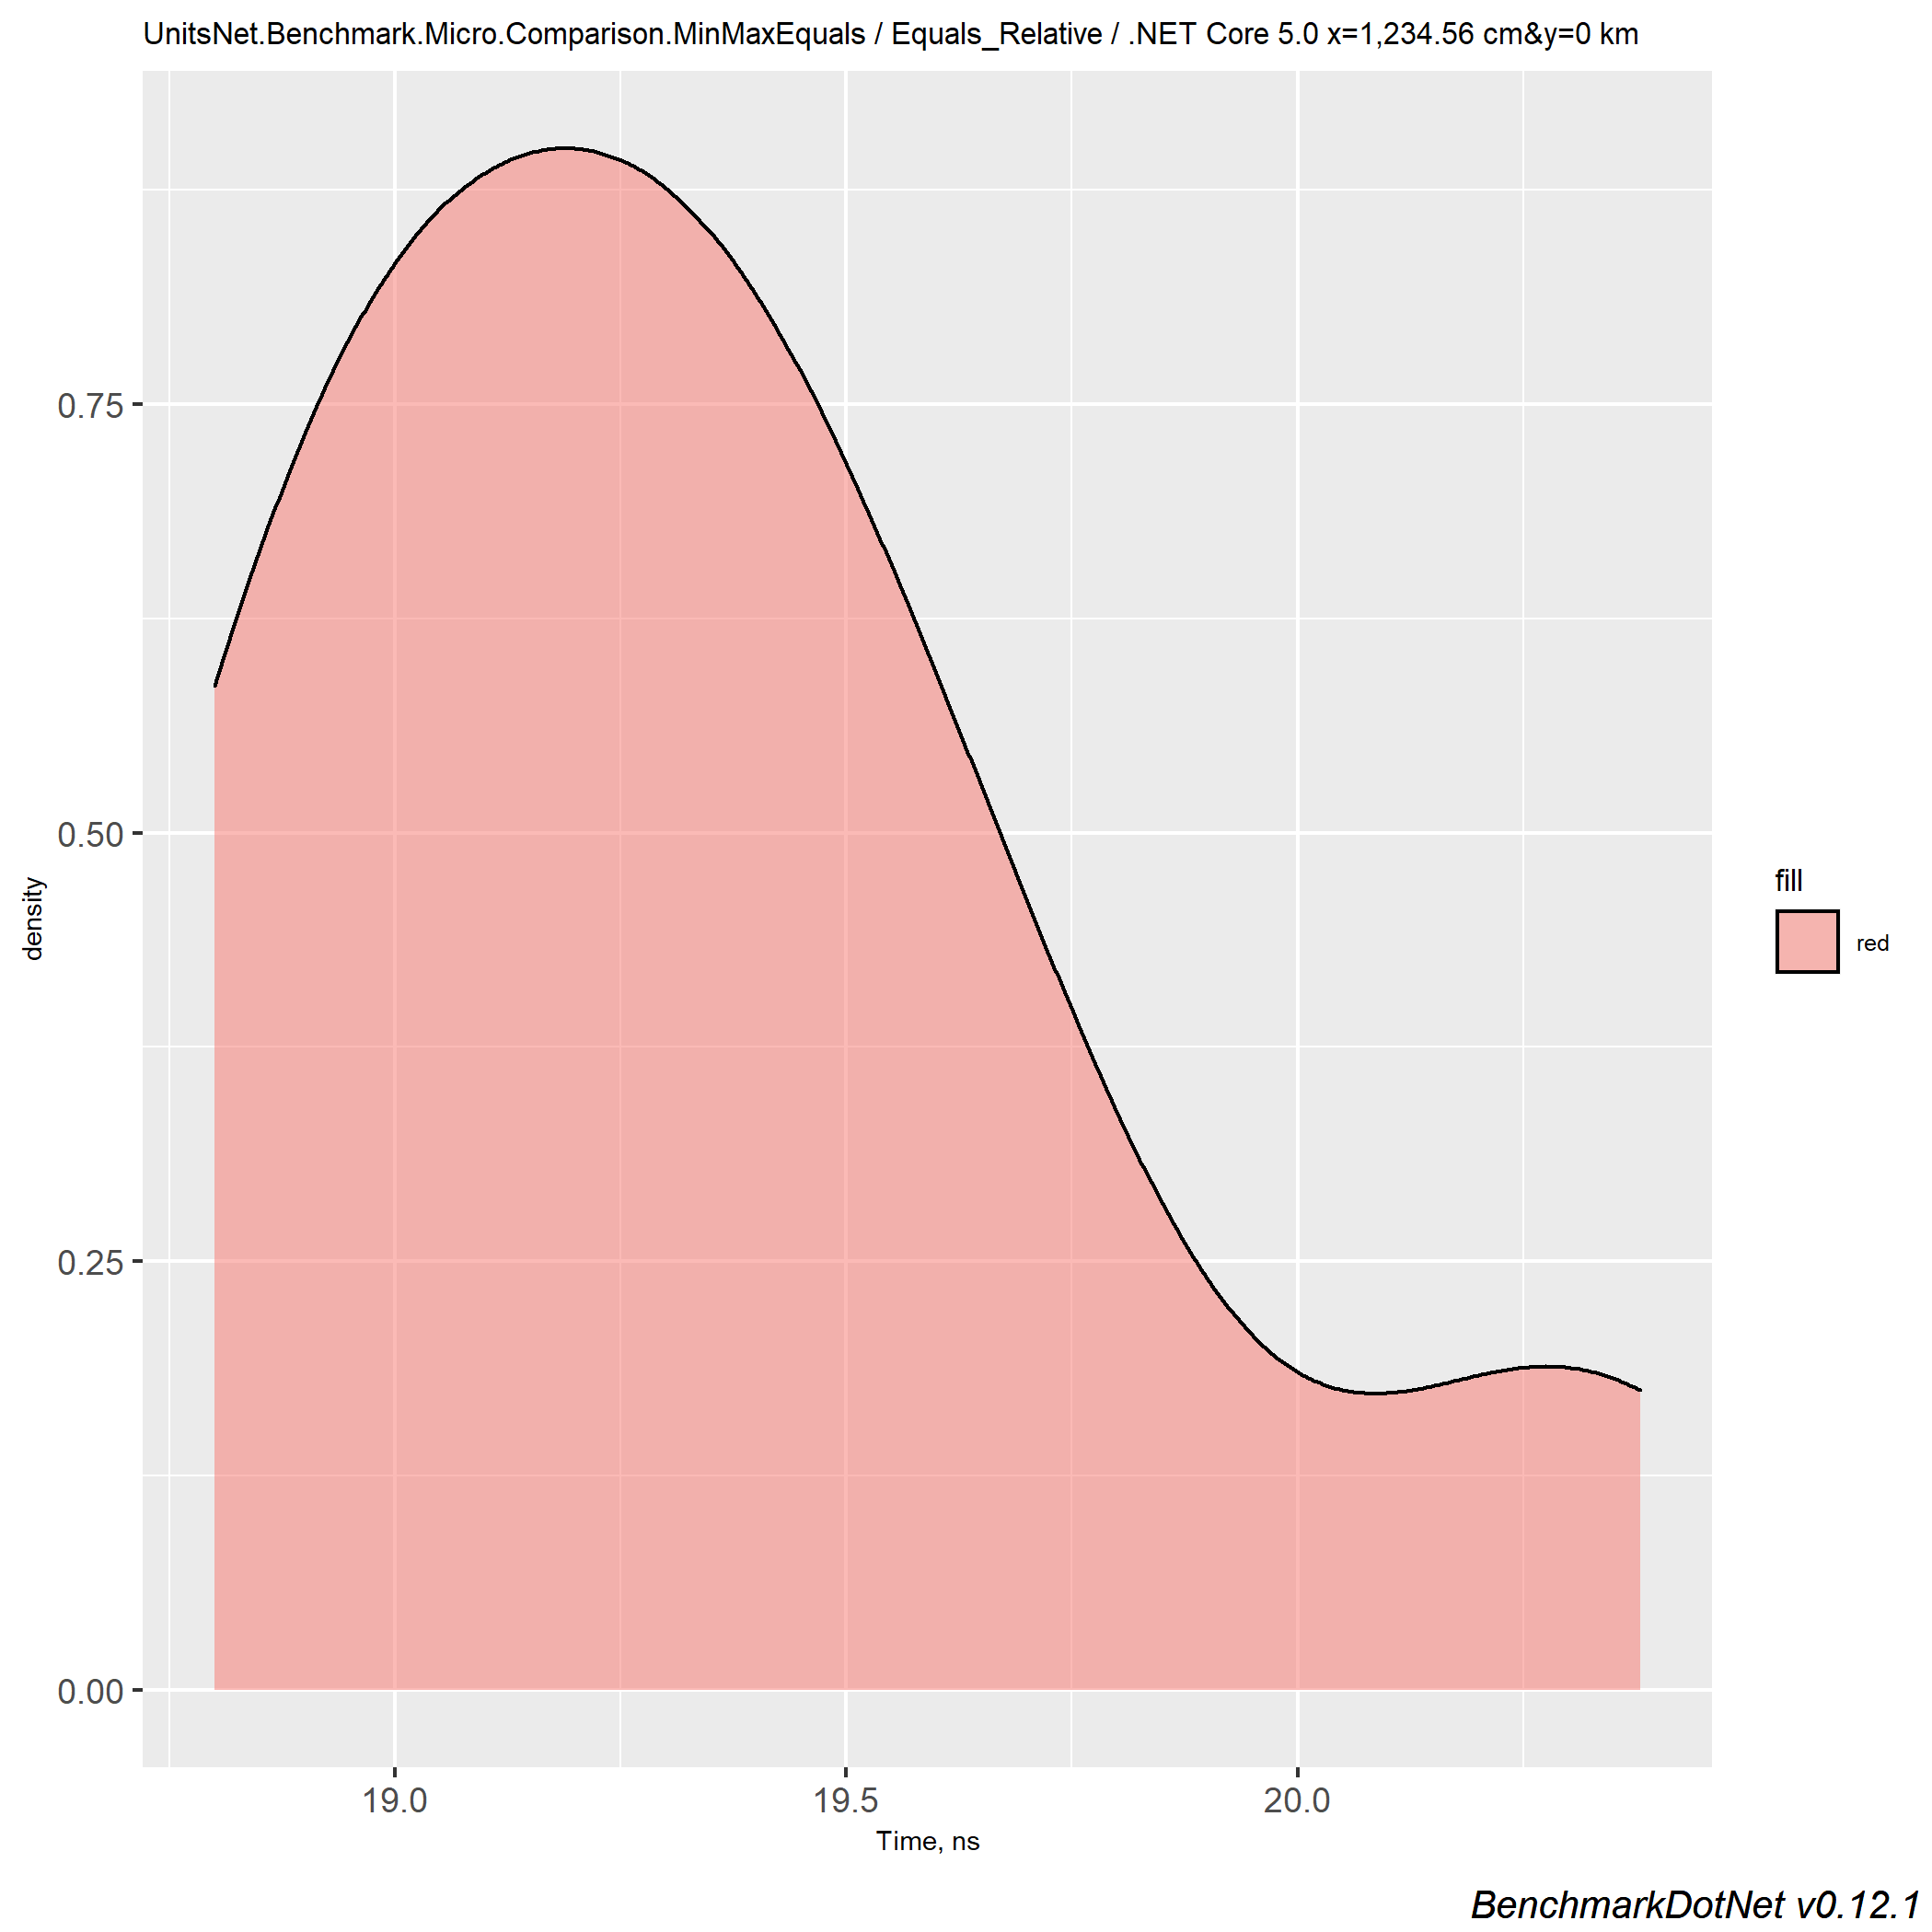 UnitsNet.Benchmark.Micro.Comparison.MinMaxEquals / Equals_Relative / .NET Core 5.0 x=1,234.56 cm&y=0 km
0.75
0.50
0.25
0.00
density
19.0 19.5 20.0
Time, ns
fill
red
BenchmarkDotNet v0.12.1